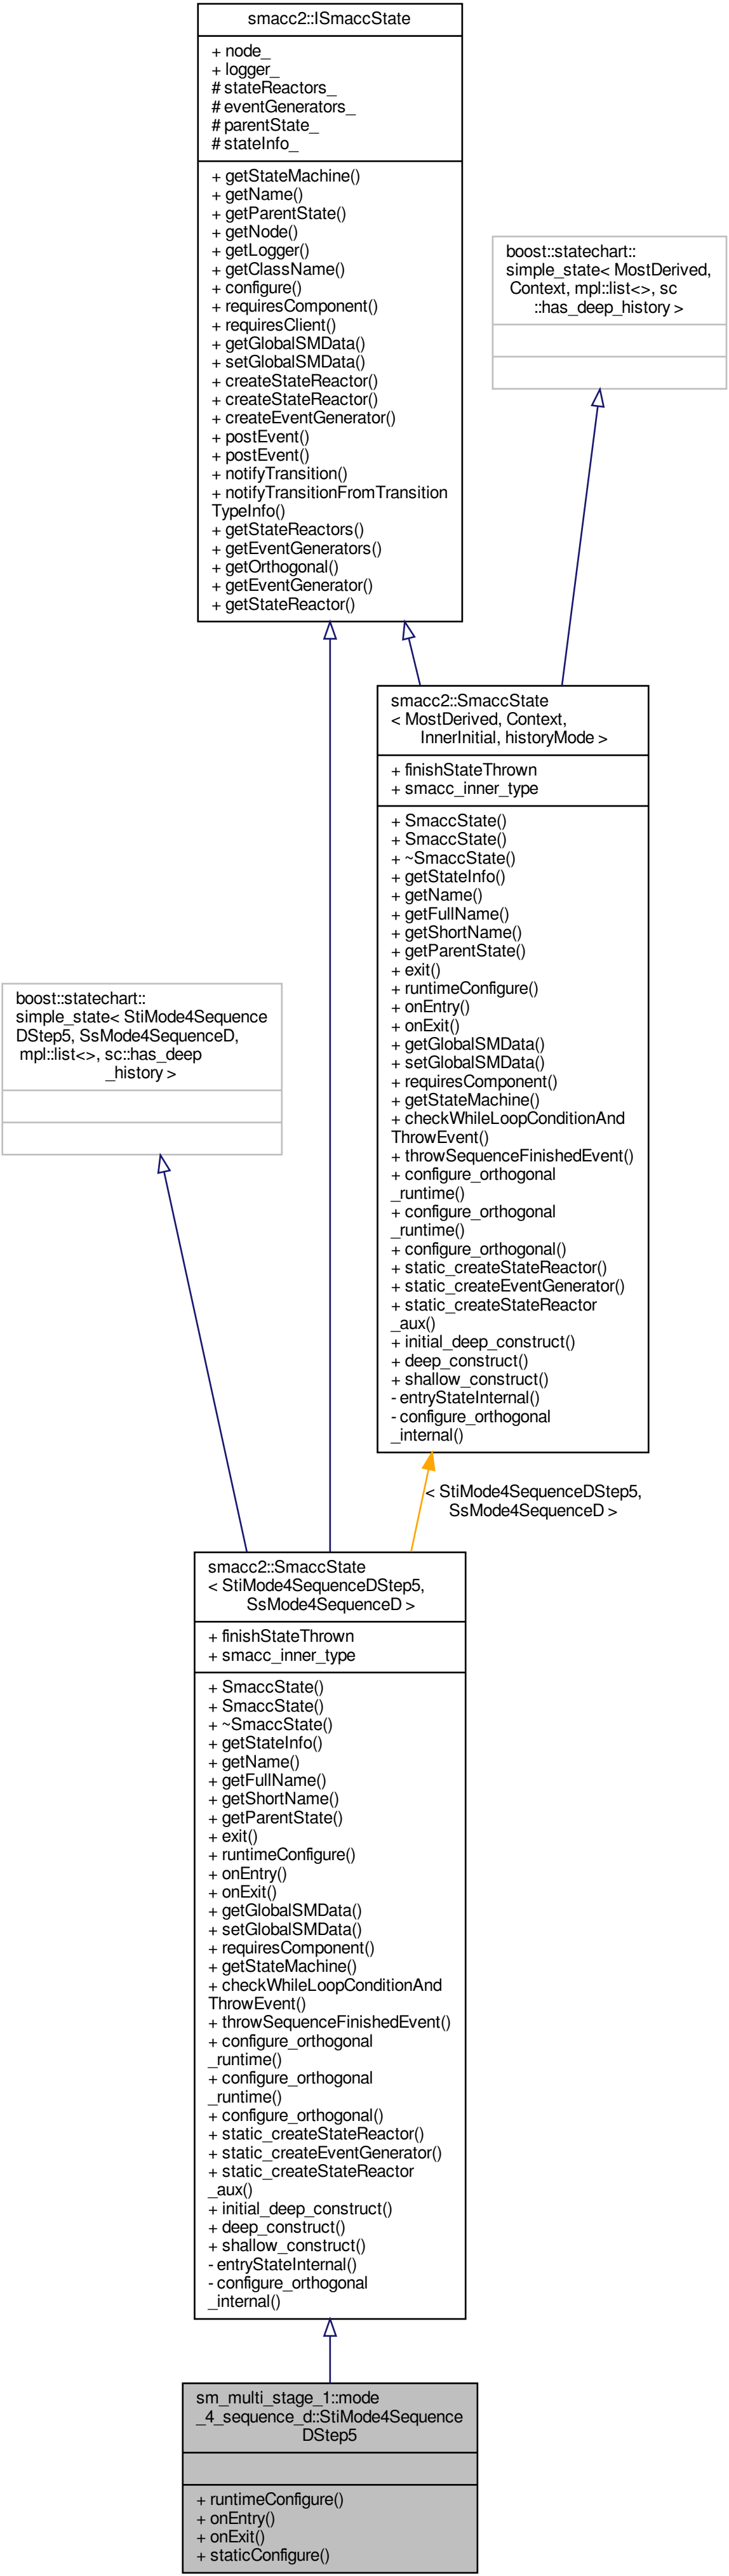 smacc2::ISmaccState
+ node_
+ logger_
# stateReactors_
# eventGenerators_
# parentState_
# stateInfo_
+ getStateMachine()
+ getName()
+ getParentState()
+ getNode()
+ getLogger()
+ getClassName()
+ configure()
+ requiresComponent()
+ requiresClient()
+ getGlobalSMData()
+ setGlobalSMData()
+ createStateReactor()
+ createStateReactor()
+ createEventGenerator()
+ postEvent()
+ postEvent()
+ notifyTransition()
+ notifyTransitionFromTransition
TypeInfo()
+ getStateReactors()
+ getEventGenerators()
+ getOrthogonal()
+ getEventGenerator()
+ getStateReactor()
boost::statechart::
simple_state< MostDerived,
Context, mpl::list<>, sc
::has_deep_history >
smacc2::SmaccState
< MostDerived, Context,
InnerInitial, historyMode >
+ finishStateThrown
+ smacc_inner_type
+ SmaccState()
+ SmaccState()
+ ~SmaccState()
+ getStateInfo()
+ getName()
+ getFullName()
+ getShortName()
+ getParentState()
+ exit()
+ runtimeConfigure()
+ onEntry()
+ onExit()
+ getGlobalSMData()
+ setGlobalSMData()
+ requiresComponent()
+ getStateMachine()
+ checkWhileLoopConditionAnd
ThrowEvent()
+ throwSequenceFinishedEvent()
+ configure_orthogonal
_runtime()
+ configure_orthogonal
_runtime()
+ configure_orthogonal()
+ static_createStateReactor()
+ static_createEventGenerator()
+ static_createStateReactor
_aux()
+ initial_deep_construct()
+ deep_construct()
+ shallow_construct()
- entryStateInternal()
- configure_orthogonal
_internal()
boost::statechart::
simple_state< StiMode4Sequence
DStep5, SsMode4SequenceD,
mpl::list<>, sc::has_deep
_history >
< StiMode4SequenceDStep5,
SsMode4SequenceD >
smacc2::SmaccState
< StiMode4SequenceDStep5,
SsMode4SequenceD >
+ finishStateThrown
+ smacc_inner_type
+ SmaccState()
+ SmaccState()
+ ~SmaccState()
+ getStateInfo()
+ getName()
+ getFullName()
+ getShortName()
+ getParentState()
+ exit()
+ runtimeConfigure()
+ onEntry()
+ onExit()
+ getGlobalSMData()
+ setGlobalSMData()
+ requiresComponent()
+ getStateMachine()
+ checkWhileLoopConditionAnd
ThrowEvent()
+ throwSequenceFinishedEvent()
+ configure_orthogonal
_runtime()
+ configure_orthogonal
_runtime()
+ configure_orthogonal()
+ static_createStateReactor()
+ static_createEventGenerator()
+ static_createStateReactor
_aux()
+ initial_deep_construct()
+ deep_construct()
+ shallow_construct()
- entryStateInternal()
- configure_orthogonal
_internal()
sm_multi_stage_1::mode
_4_sequence_d::StiMode4Sequence
DStep5
+ runtimeConfigure()
+ onEntry()
+ onExit()
+ staticConfigure()